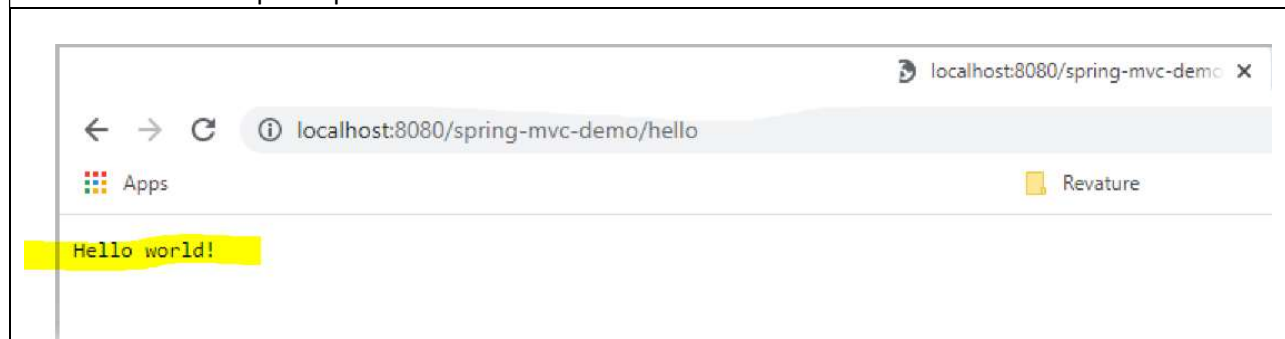 localhost:8080/spring-mvc-demo
localhost:8080/spring-mvc-demo/hello
Apps
Revature
Hello world!